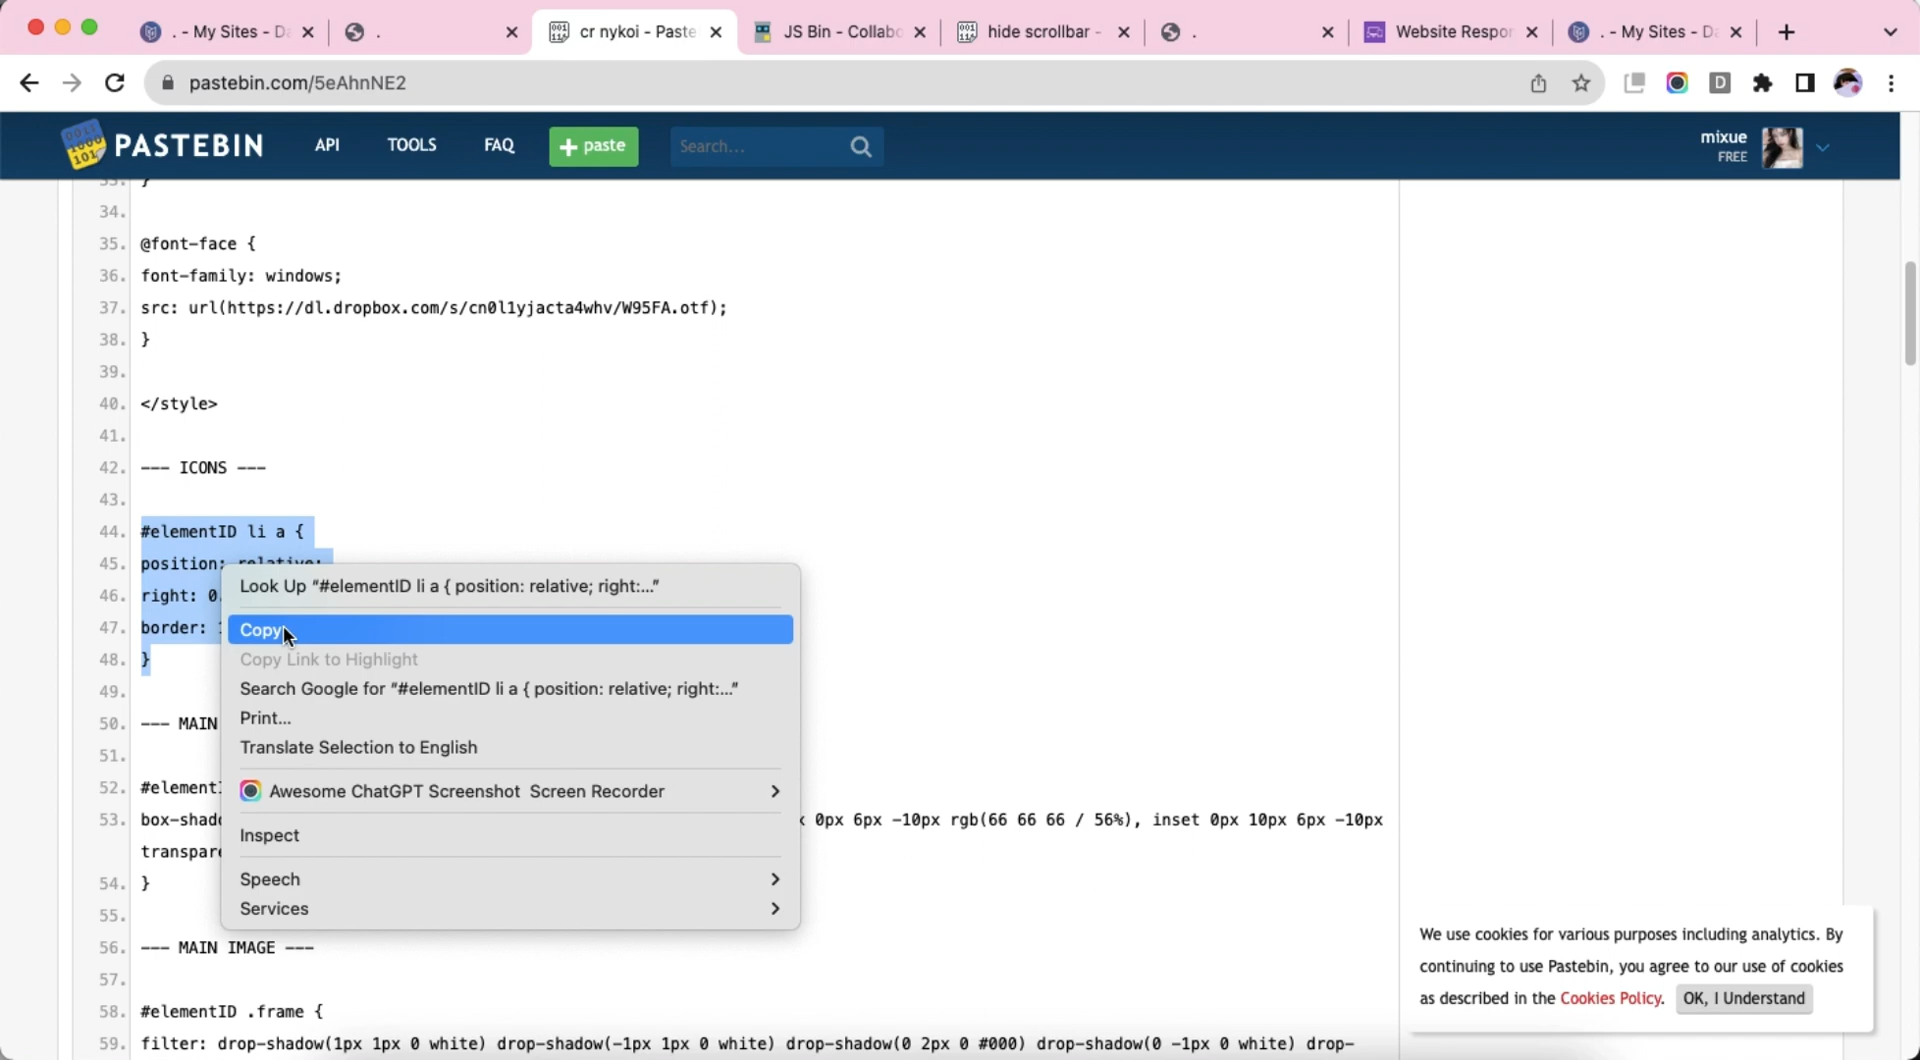 . - My Sites - Da
.
cr nykoi - Paste
JS Bin - Collabo
hide scrollbar -
.
Website Respor
. - My Sites - Da
pastebin.com/5eAhnNE2
PASTEBIN
API
TOOLS
FAQ
+ paste
Search...
mixue
FREE
33. }
34.
35. @font-face {
36. font-family: windows;
37. src: url(https://dl.dropbox.com/s/cn0l1yjacta4whv/W95FA.otf);
38. }
39.
40. </style>
41.
42. --- ICONS ---
43.
44. #elementID li a {
45. position: relative;
46. right: 0
47. border:
48. }
49.
50. --- MAIN
51.
52. #element
53. box-shad
x 0px 6px -10px rgb(66 66 66 / 56%), inset 0px 10px 6px -10px
transpare
54. }
55.
56. --- MAIN IMAGE ---
57.
58. #elementID .frame {
59. filter: drop-shadow(1px 1px 0 white) drop-shadow(-1px 1px 0 white) drop-shadow(0 2px 0 #000) drop-shadow(0 -1px 0 white) drop-
Look Up “#elementID li a { position: relative; right:...”
Copy
Copy Link to Highlight
Search Google for “#elementID li a { position: relative; right:...”
Print...
Translate Selection to English
Awesome ChatGPT Screenshot Screen Recorder
Inspect
Speech
Services
We use cookies for various purposes including analytics. By
continuing to use Pastebin, you agree to our use of cookies
as described in the Cookies Policy. OK, I Understand